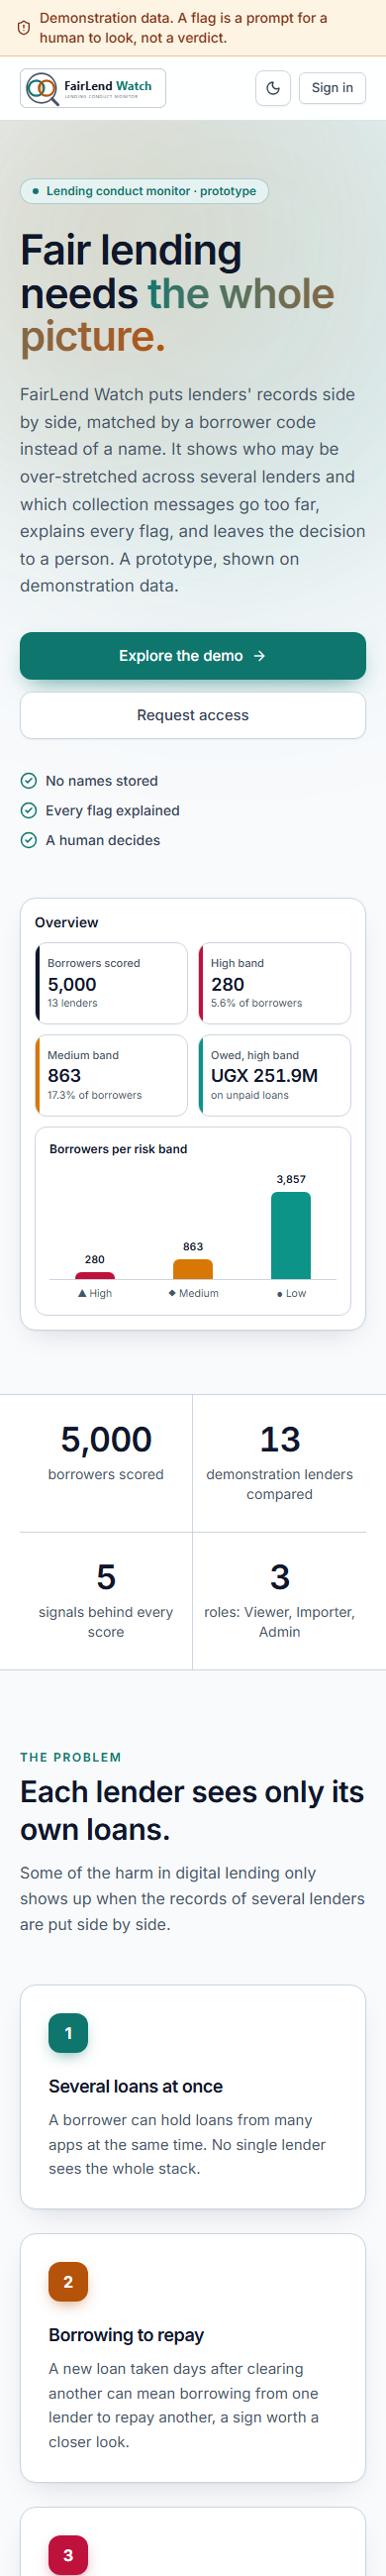 Demonstration data. A flag is a prompt for a
human to look, not a verdict.
FairLend Watch
LENDING CONDUCT MONITOR
Sign in
Lending conduct monitor · prototype
Fair lending
needs the whole
picture.
FairLend Watch puts lenders' records side
by side, matched by a borrower code
instead of a name. It shows who may be
over-stretched across several lenders and
which collection messages go too far,
explains every flag, and leaves the decision
to a person. A prototype, shown on
demonstration data.
Explore the demo →
Request access
No names stored
Every flag explained
A human decides
Overview
Borrowers scored
5,000
13 lenders
High band
280
5.6% of borrowers
Medium band
863
17.3% of borrowers
Owed, high band
UGX 251.9M
on unpaid loans
Borrowers per risk band
280
863
3,857
▲ High
◆ Medium
● Low
5,000
borrowers scored
13
demonstration lenders
compared
5
signals behind every
score
3
roles: Viewer, Importer,
Admin
THE PROBLEM
Each lender sees only its
own loans.
Some of the harm in digital lending only
shows up when the records of several lenders
are put side by side.
1
Several loans at once
A borrower can hold loans from many
apps at the same time. No single lender
sees the whole stack.
2
Borrowing to repay
A new loan taken days after clearing
another can mean borrowing from one
lender to repay another, a sign worth a
closer look.
3